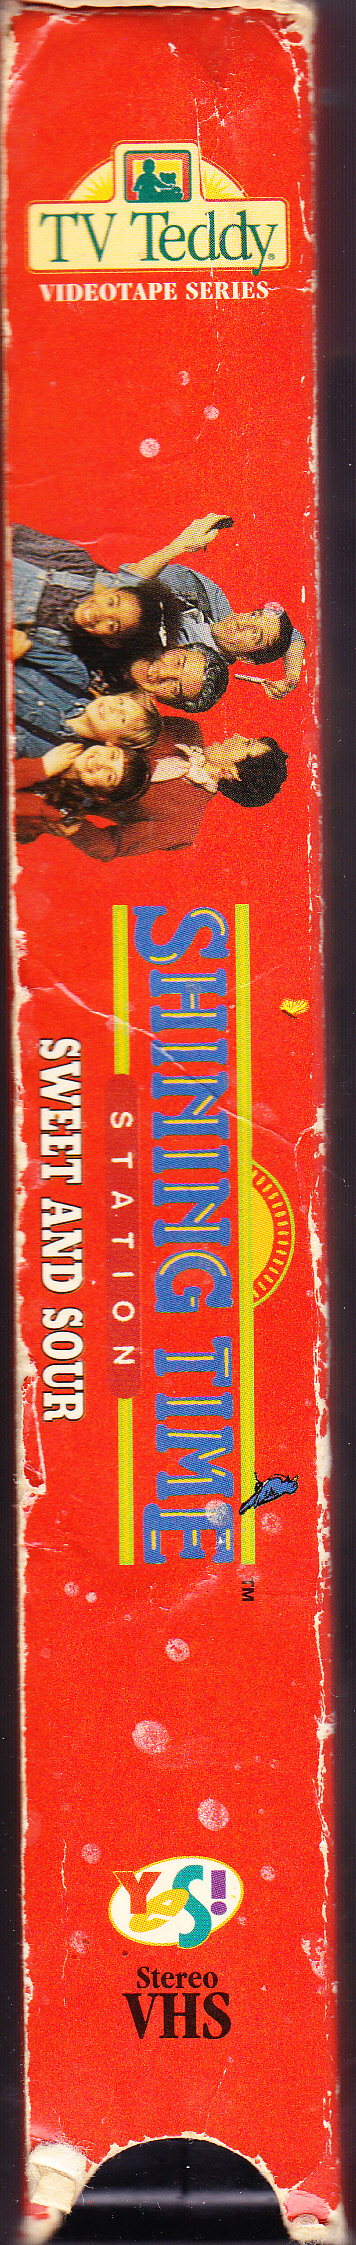 TV Teddy®
VIDEOTAPE SERIES
SHINING TIME
STATION
TM
SWEET AND SOUR
YES!
Stereo
VHS